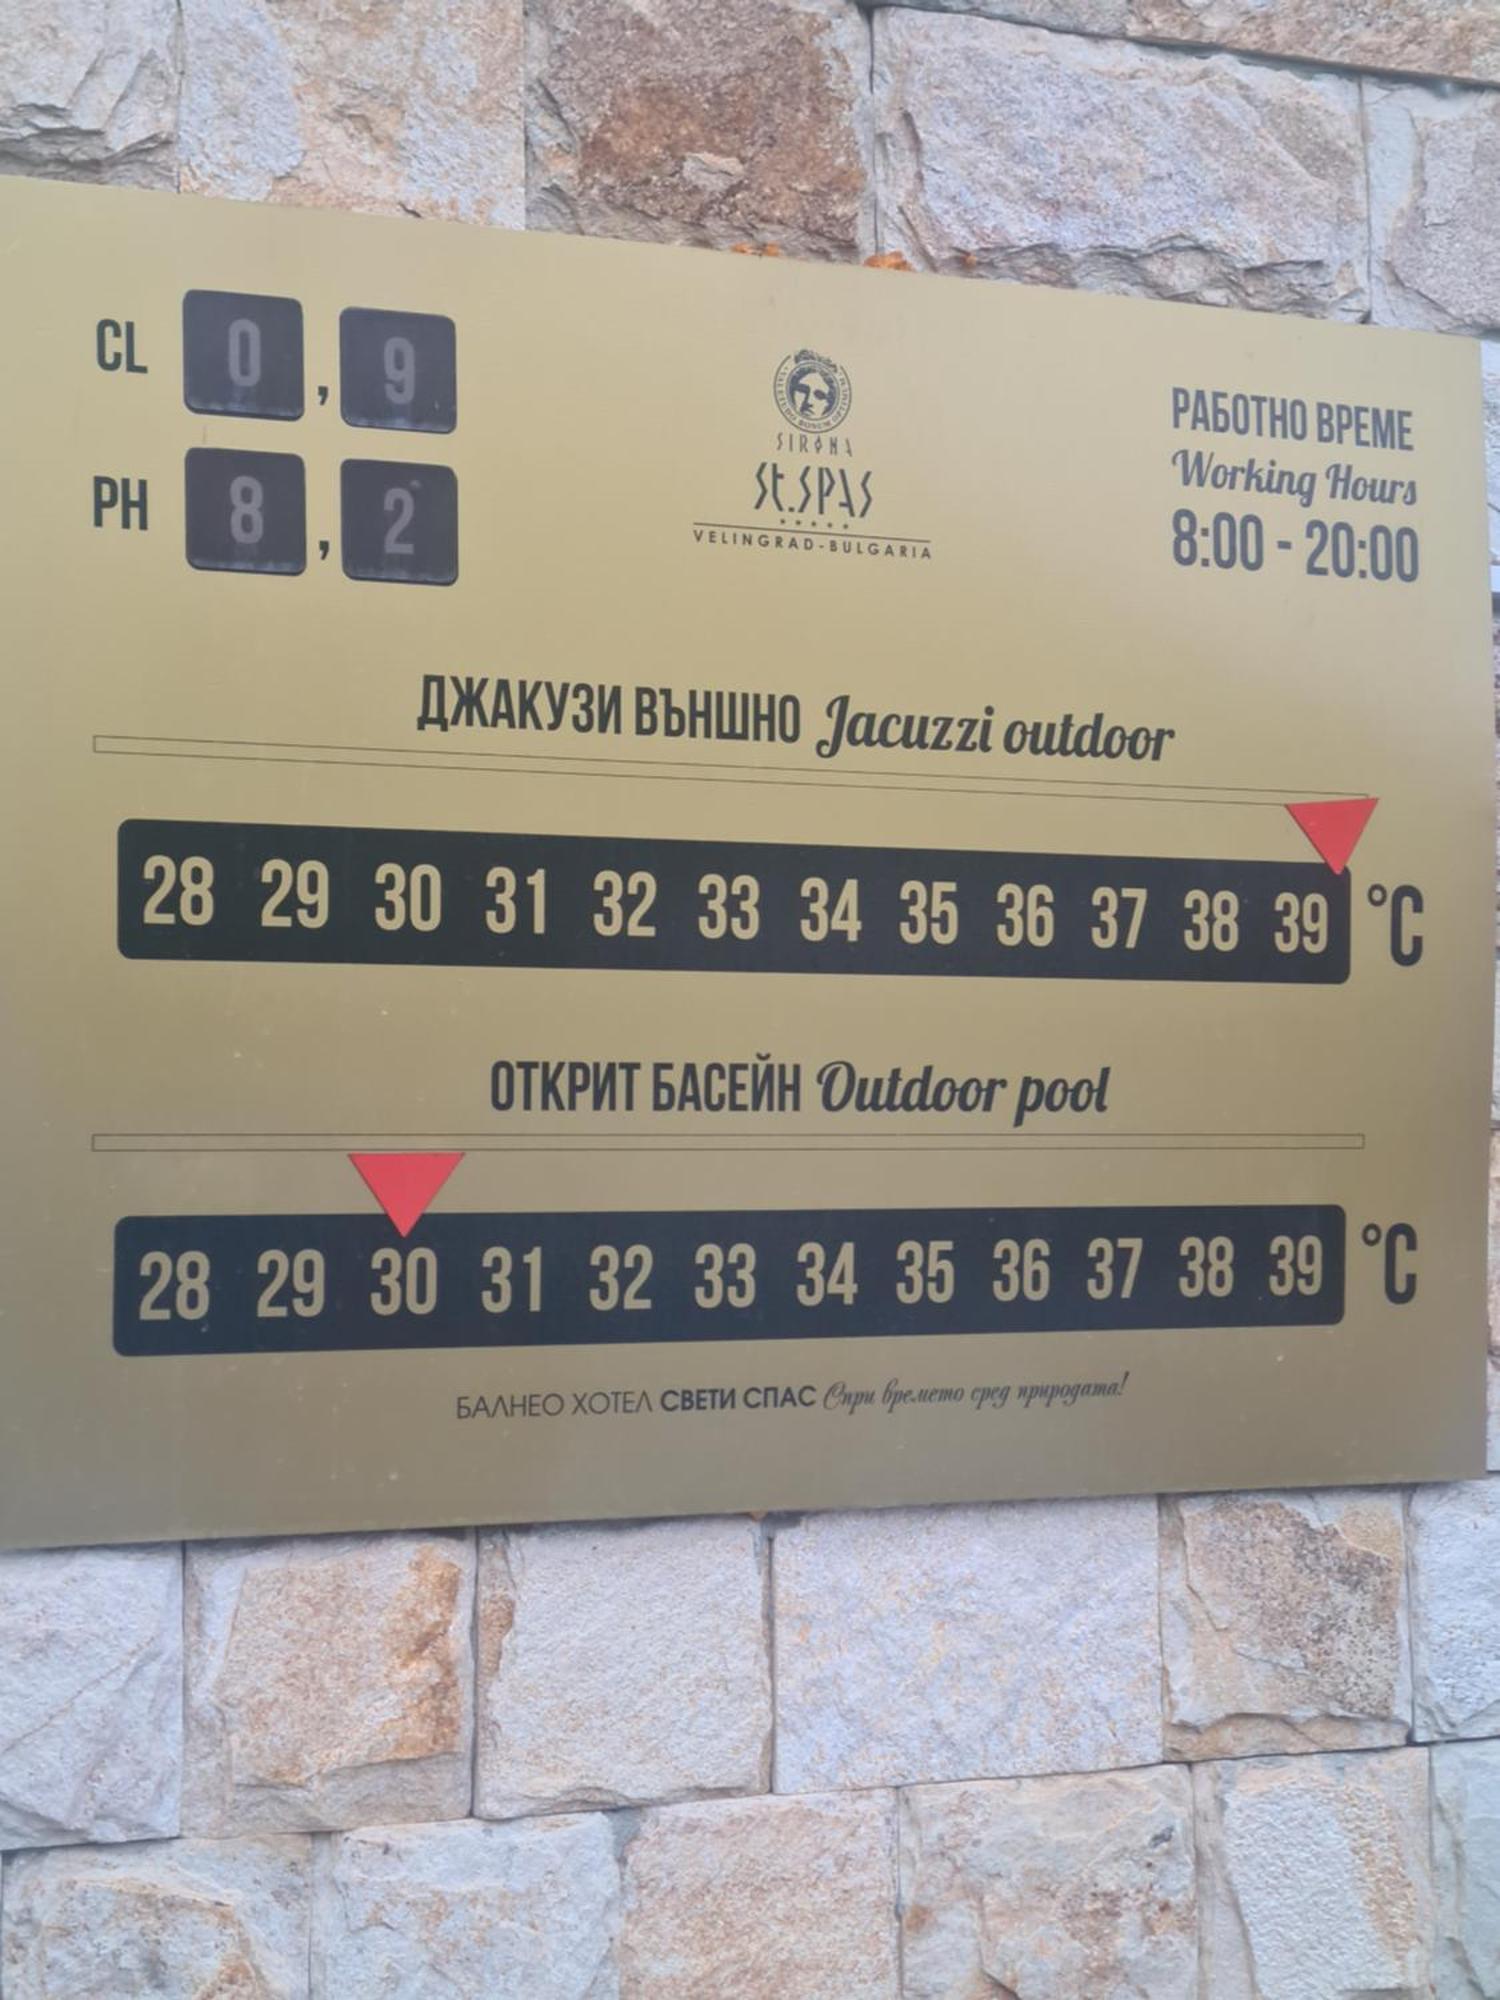 CL 0,9
PH 8,2
SIRONA
St.SPAS
VELINGRAD-BULGARIA
РАБОТНО ВРЕМЕ
Working Hours
8:00 - 20:00
ДЖАКУЗИ ВЪНШНО Jacuzzi outdoor
28 29 30 31 32 33 34 35 36 37 38 39 °C
ОТКРИТ БАСЕЙН Outdoor pool
28 29 30 31 32 33 34 35 36 37 38 39 °C
БАЛНЕО ХОТЕЛ СВЕТИ СПАС Спри времето сред природата!